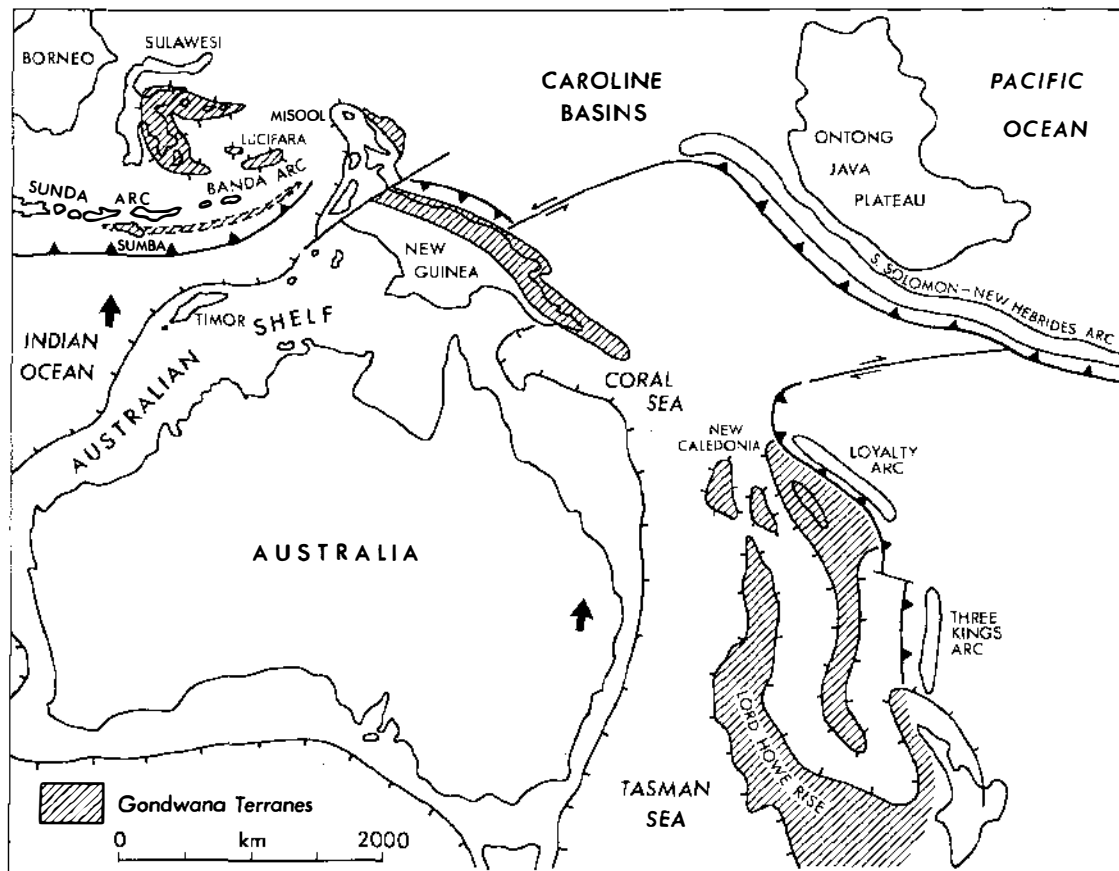 BORNEO
SULAWESI
MISOOL
LUCIFARA
SUNDA ARC
BANDA ARC
SUMBA
CAROLINE
BASINS
PACIFIC
OCEAN
ONTONG
JAVA
PLATEAU
S. SOLOMON – NEW HEBRIDES ARC
NEW
GUINEA
TIMOR
INDIAN
OCEAN
AUSTRALIAN SHELF
CORAL
SEA
NEW
CALEDONIA
LOYALTY
ARC
AUSTRALIA
THREE
KINGS
ARC
LORD HOWE RISE
TASMAN
SEA
Gondwana Terranes
0 km 2000